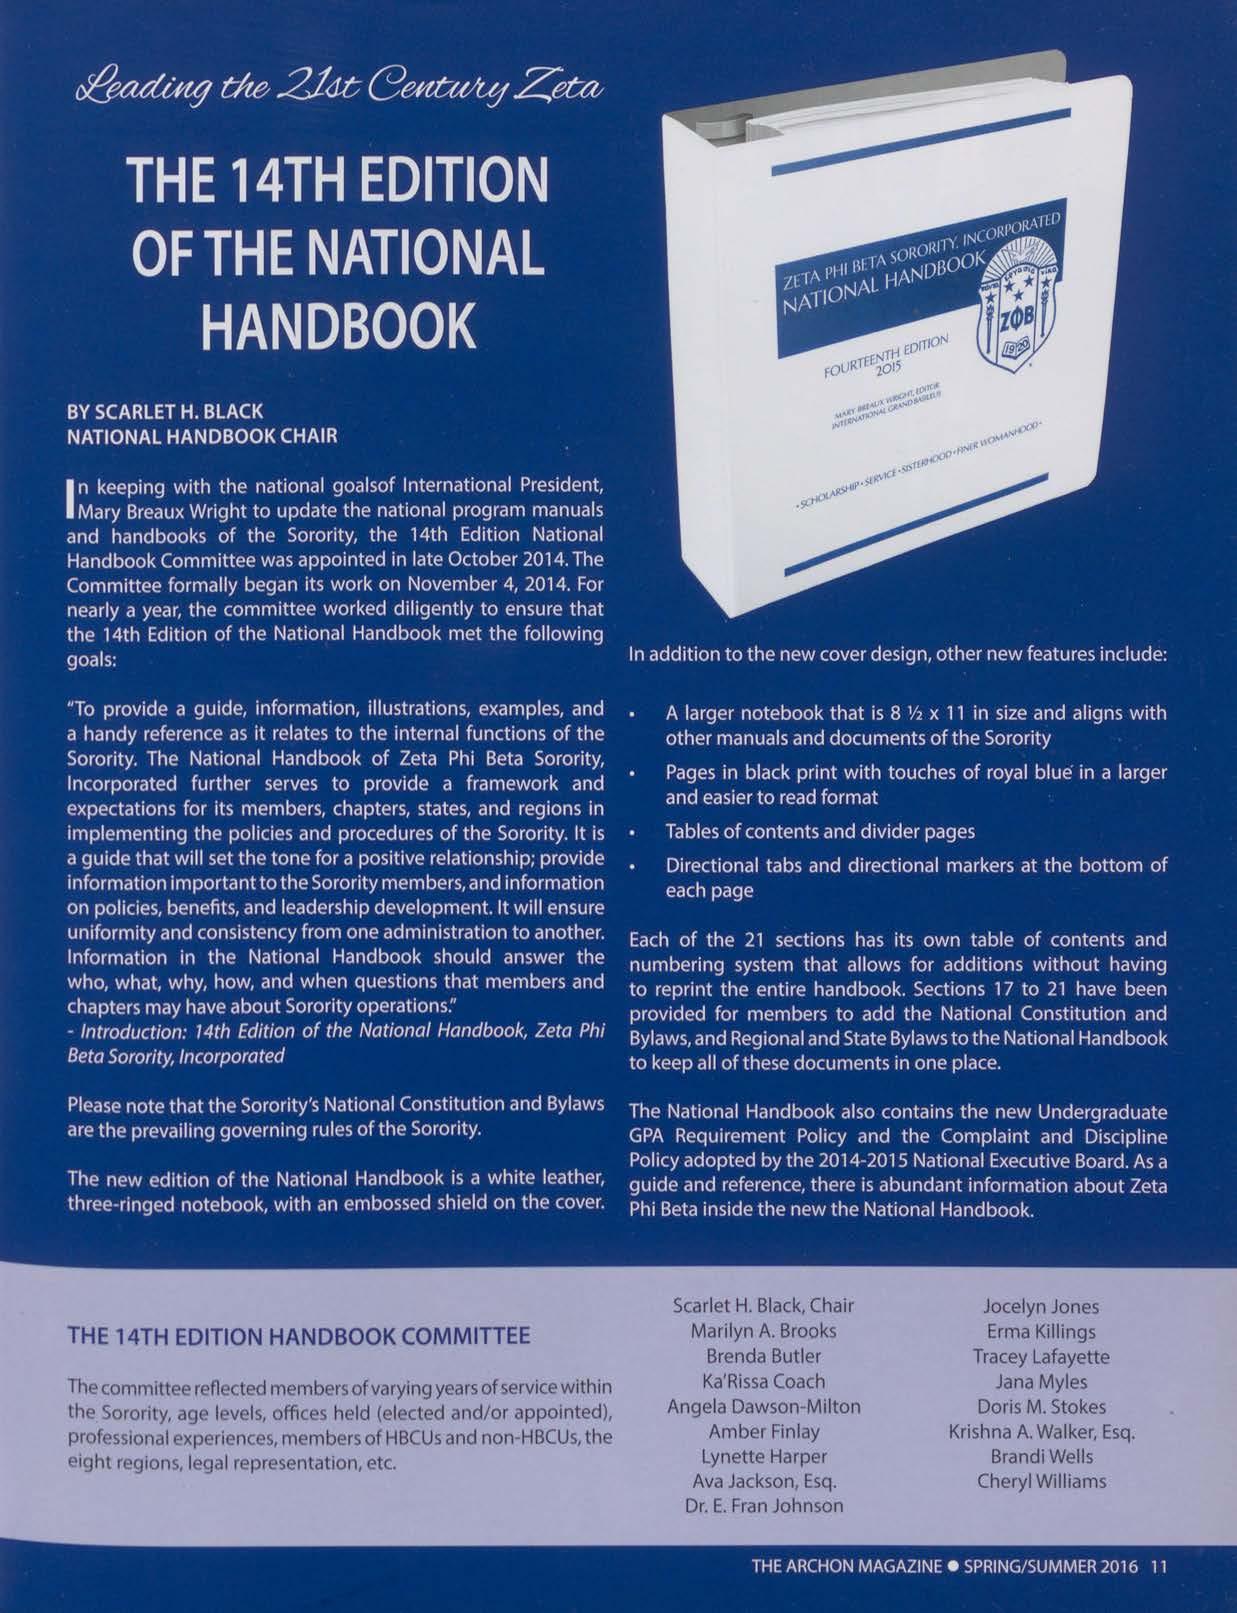 Leading the 21st Century Zeta
THE 14TH EDITION
OF THE NATIONAL
HANDBOOK
BY SCARLET H. BLACK
NATIONAL HANDBOOK CHAIR
In keeping with the national goalsof International President,
Mary Breaux Wright to update the national program manuals
and handbooks of the Sorority, the 14th Edition National
Handbook Committee was appointed in late October 2014. The
Committee formally began its work on November 4, 2014. For
nearly a year, the committee worked diligently to ensure that
the 14th Edition of the National Handbook met the following
goals:
"To provide a guide, information, illustrations, examples, and
a handy reference as it relates to the internal functions of the
Sorority. The National Handbook of Zeta Phi Beta Sorority,
Incorporated further serves to provide a framework and
expectations for its members, chapters, states, and regions in
implementing the policies and procedures of the Sorority. It is
a guide that will set the tone for a positive relationship; provide
information important to the Sorority members, and information
on policies, benefits, and leadership development. It will ensure
uniformity and consistency from one administration to another.
Information in the National Handbook should answer the
who, what, why, how, and when questions that members and
chapters may have about Sorority operations."
- Introduction: 14th Edition of the National Handbook, Zeta Phi
Beta Sorority, Incorporated
Please note that the Sorority's National Constitution and Bylaws
are the prevailing governing rules of the Sorority.
The new edition of the National Handbook is a white leather,
three-ringed notebook, with an embossed shield on the cover.
ZETA PHI BETA SORORITY, INCORPORATED
NATIONAL HANDBOOK
ΖΦΒ
1920
FOURTEENTH EDITION
2015
MARY BREAUX WRIGHT, EDITOR
INTERNATIONAL GRAND BASILEUS
•SCHOLARSHIP•SERVICE•SISTERHOOD•FINER WOMANHOOD•
In addition to the new cover design, other new features include:
• A larger notebook that is 8 ½ x 11 in size and aligns with
other manuals and documents of the Sorority
• Pages in black print with touches of royal blue in a larger
and easier to read format
• Tables of contents and divider pages
• Directional tabs and directional markers at the bottom of
each page
Each of the 21 sections has its own table of contents and
numbering system that allows for additions without having
to reprint the entire handbook. Sections 17 to 21 have been
provided for members to add the National Constitution and
Bylaws, and Regional and State Bylaws to the National Handbook
to keep all of these documents in one place.
The National Handbook also contains the new Undergraduate
GPA Requirement Policy and the Complaint and Discipline
Policy adopted by the 2014-2015 National Executive Board. As a
guide and reference, there is abundant information about Zeta
Phi Beta inside the new the National Handbook.
THE 14TH EDITION HANDBOOK COMMITTEE
The committee reflected members of varying years of service within
the Sorority, age levels, offices held (elected and/or appointed),
professional experiences, members of HBCUs and non-HBCUs, the
eight regions, legal representation, etc.
Scarlet H. Black, Chair
Marilyn A. Brooks
Brenda Butler
Ka'Rissa Coach
Angela Dawson-Milton
Amber Finlay
Lynette Harper
Ava Jackson, Esq.
Dr. E. Fran Johnson
Jocelyn Jones
Erma Killings
Tracey Lafayette
Jana Myles
Doris M. Stokes
Krishna A. Walker, Esq.
Brandi Wells
Cheryl Williams
THE ARCHON MAGAZINE ● SPRING/SUMMER 2016 11